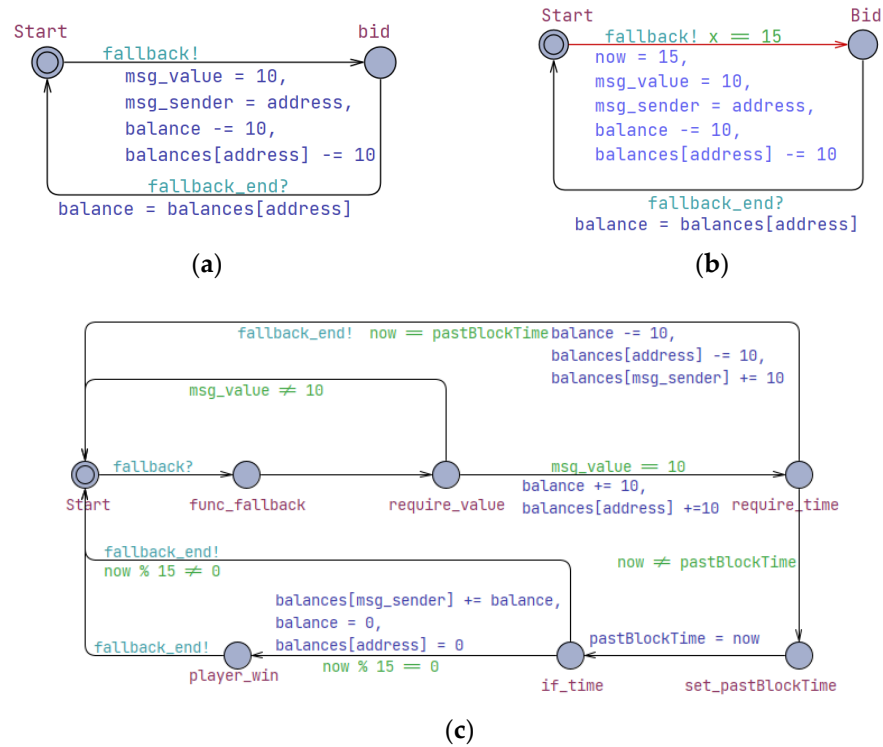 Start
bid
fallback!
msg_value = 10,
msg_sender = address,
balance -= 10,
balances[address] -= 10
fallback_end?
balance = balances[address]
(a)
Start
Bid
fallback! x == 15
now = 15,
msg_value = 10,
msg_sender = address,
balance -= 10,
balances[address] -= 10
fallback_end?
balance = balances[address]
(b)
fallback_end! now == pastBlockTime
balance -= 10,
balances[address] -= 10,
balances[msg_sender] += 10
msg_value ≠ 10
fallback?
msg_value == 10
Start
func_fallback
require_value
balance += 10,
balances[address] +=10
require_time
fallback_end!
now % 15 ≠ 0
now ≠ pastBlockTime
balances[msg_sender] += balance,
balance = 0,
balances[address] = 0
pastBlockTime = now
fallback_end!
now % 15 == 0
player_win
if_time
set_pastBlockTime
(c)